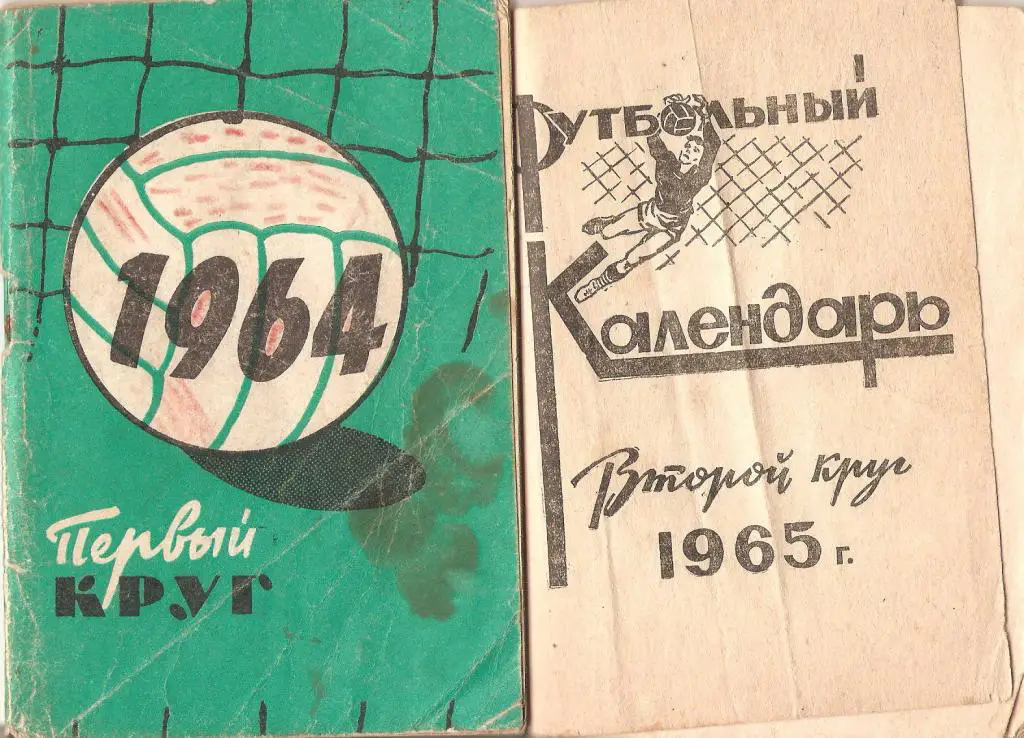 1964
Первый
КРУГ
Футбольный
Календарь
Второй круг
1965 г.